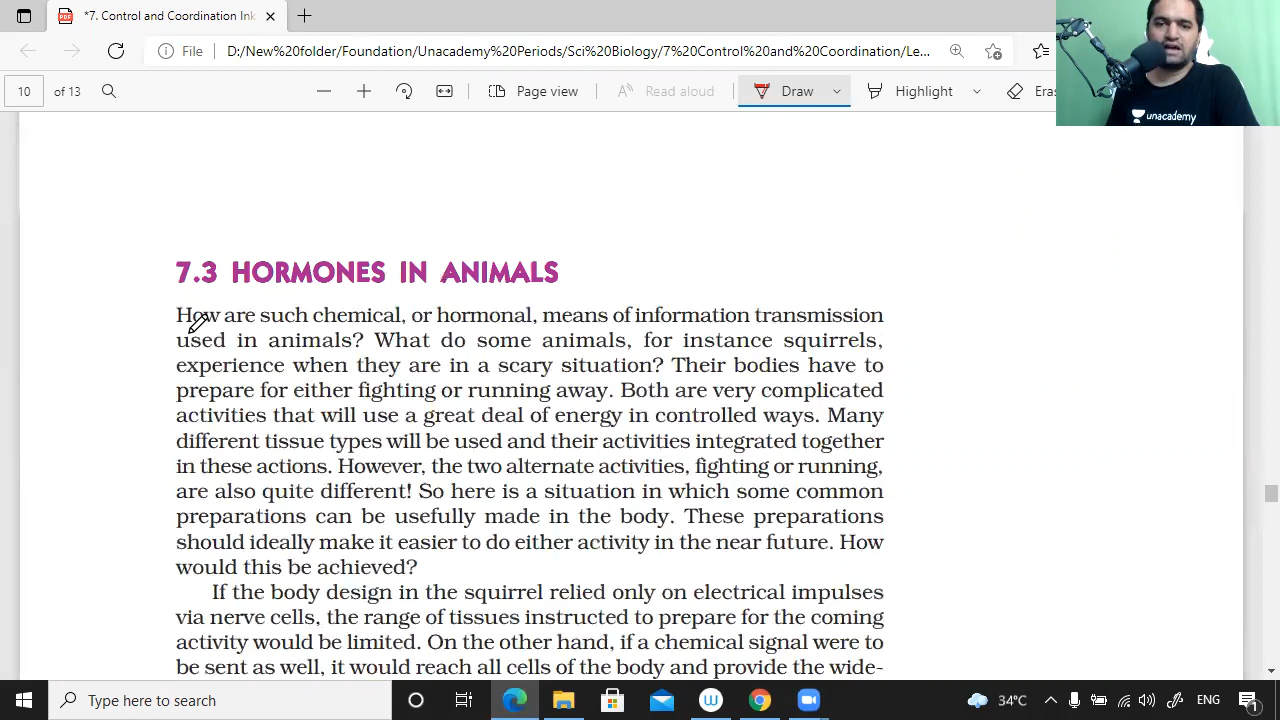 *7. Control and Coordination Ink
File D:/New%20folder/Foundation/Unacademy%20Periods/Sci%20Biology/7%20Control%20and%20Coordination/Le...
10 of 13 Page view Read aloud Draw Highlight Eras
unacademy
7.3 HORMONES IN ANIMALS
How are such chemical, or hormonal, means of information transmission
used in animals? What do some animals, for instance squirrels,
experience when they are in a scary situation? Their bodies have to
prepare for either fighting or running away. Both are very complicated
activities that will use a great deal of energy in controlled ways. Many
different tissue types will be used and their activities integrated together
in these actions. However, the two alternate activities, fighting or running,
are also quite different! So here is a situation in which some common
preparations can be usefully made in the body. These preparations
should ideally make it easier to do either activity in the near future. How
would this be achieved?
If the body design in the squirrel relied only on electrical impulses
via nerve cells, the range of tissues instructed to prepare for the coming
activity would be limited. On the other hand, if a chemical signal were to
be sent as well, it would reach all cells of the body and provide the wide-
Type here to search 34°C ENG 1